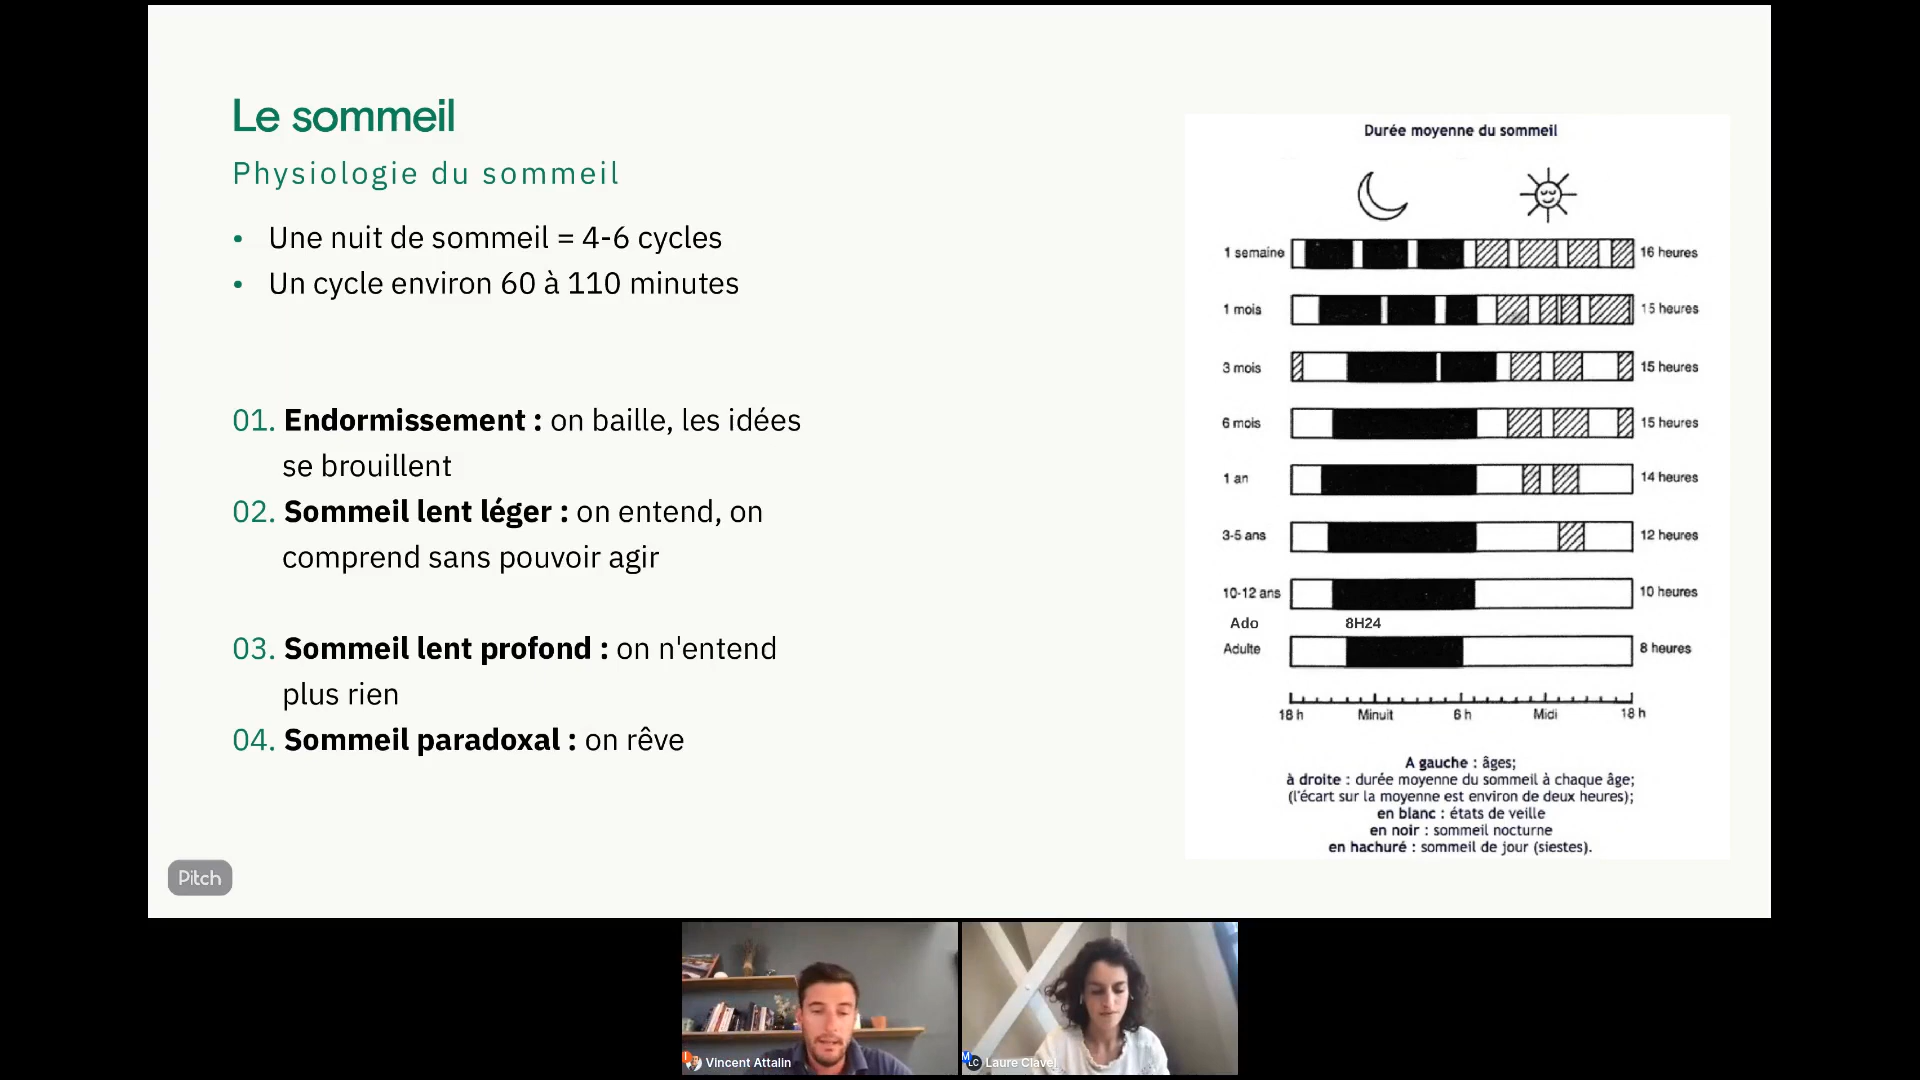 Le sommeil
Physiologie du sommeil
• Une nuit de sommeil = 4-6 cycles
• Un cycle environ 60 à 110 minutes
01. Endormissement : on baille, les idées
se brouillent
02. Sommeil lent léger : on entend, on
comprend sans pouvoir agir
03. Sommeil lent profond : on n'entend
plus rien
04. Sommeil paradoxal : on rêve
Pitch
Durée moyenne du sommeil
1 semaine 16 heures
1 mois 15 heures
3 mois 15 heures
6 mois 15 heures
1 an 14 heures
3-5 ans 12 heures
10-12 ans 10 heures
Ado 8H24
Adulte 8 heures
18 h Minuit 6 h Midi 18 h
A gauche : âges;
à droite : durée moyenne du sommeil à chaque âge;
(l'écart sur la moyenne est environ de deux heures);
en blanc : états de veille
en noir : sommeil nocturne
en hachuré : sommeil de jour (siestes).
Vincent Attalin
LC Laure Clavel